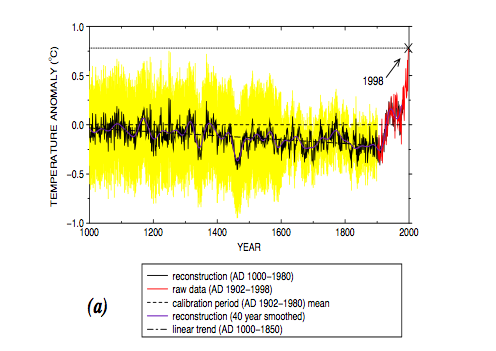 1.0
0.5
0.0
−0.5
−1.0
TEMPERATURE ANOMALY (°C)
1998
1000 1200 1400 1600 1800 2000
YEAR
(a)
reconstruction (AD 1000−1980)
raw data (AD 1902−1998)
calibration period (AD 1902−1980) mean
reconstruction (40 year smoothed)
linear trend (AD 1000−1850)